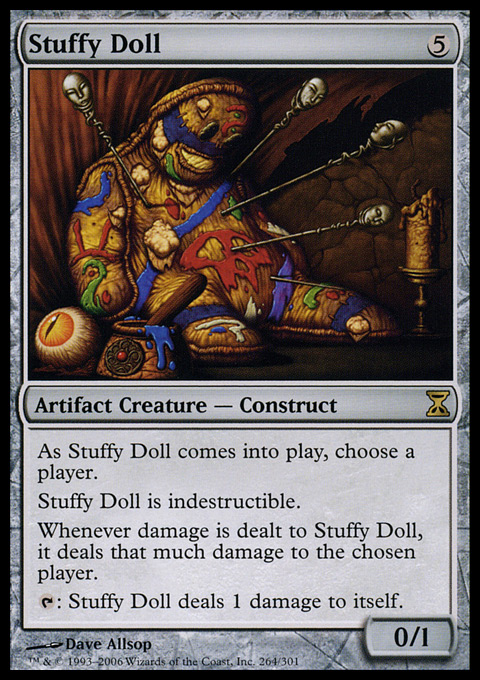 Stuffy Doll 5
Artifact Creature — Construct
As Stuffy Doll comes into play, choose a
player.
Stuffy Doll is indestructible.
Whenever damage is dealt to Stuffy Doll,
it deals that much damage to the chosen
player.
: Stuffy Doll deals 1 damage to itself.
Dave Allsop
0/1
™ & © 1993–2006 Wizards of the Coast, Inc. 264/301